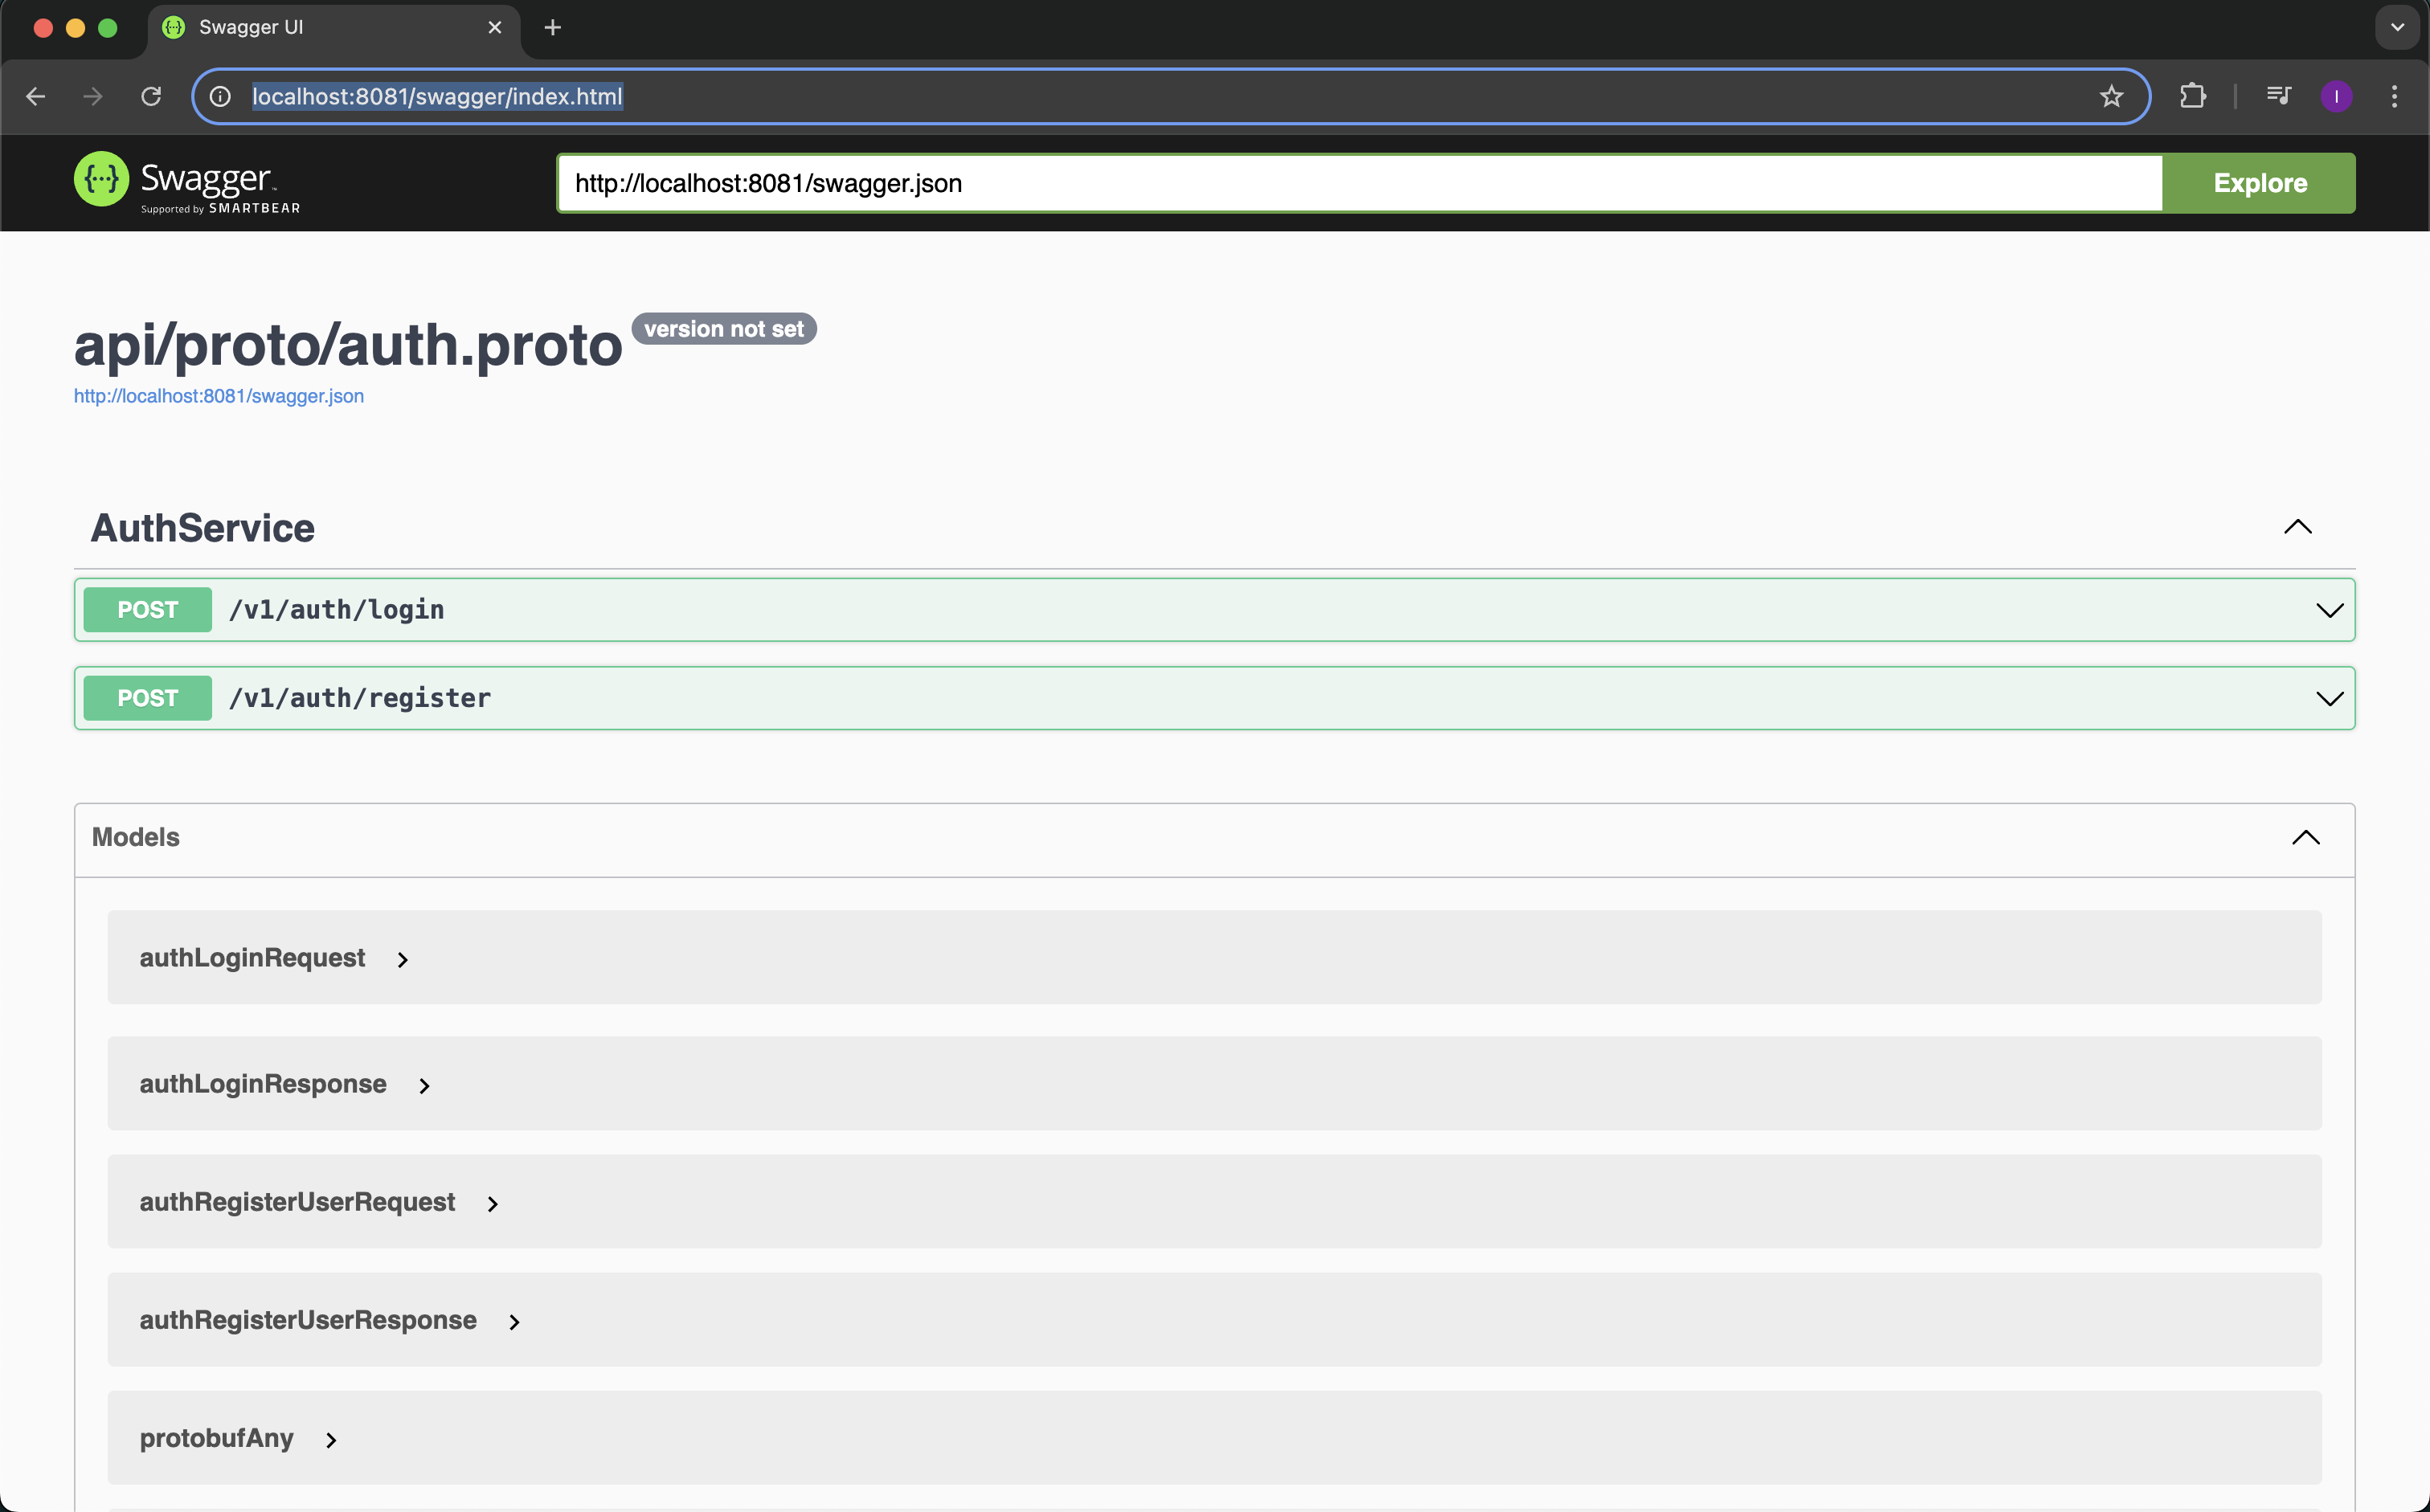 Swagger UI
localhost:8081/swagger/index.html
I
{···} Swagger™
Supported by SMARTBEAR
http://localhost:8081/swagger.json
Explore
api/proto/auth.proto version not set
http://localhost:8081/swagger.json
AuthService
POST /v1/auth/login
POST /v1/auth/register
Models
authLoginRequest
authLoginResponse
authRegisterUserRequest
authRegisterUserResponse
protobufAny